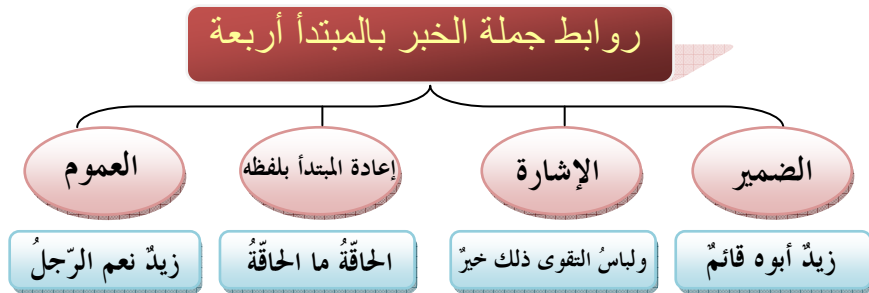 روابط جملة الخبر بالمبتدأ أربعة
الضمير
الإشارة
إعادة المبتدأ بلفظه
العموم
زيدٌ أبوه قائمٌ
ولباسُ التقوى ذلك خيرٌ
الحاقّةُ ما الحاقّةُ
زيدٌ نعم الرّجلُ